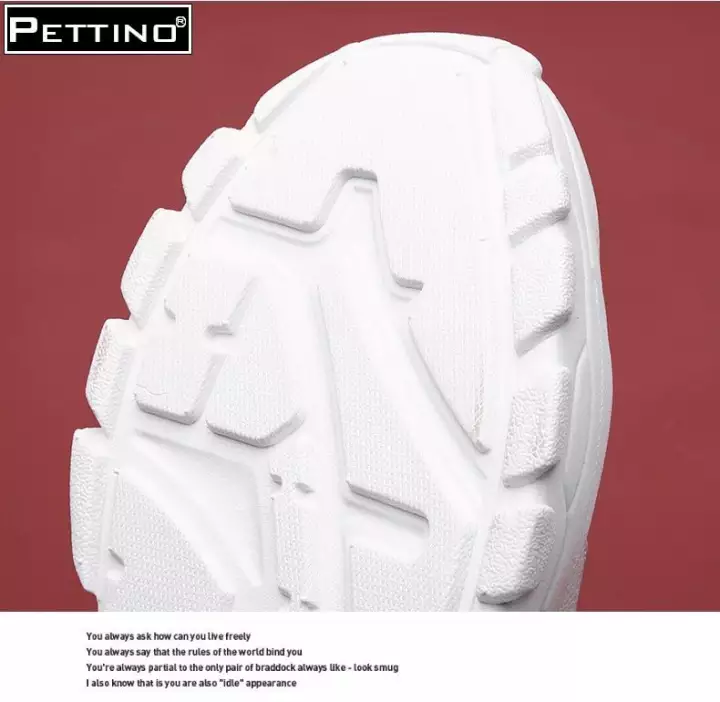 PETTINO®
You always ask how can you live freely
You always say that the rules of the world bind you
You're always partial to the only pair of braddock always like - look smug
I also know that is you are also "idle" appearance